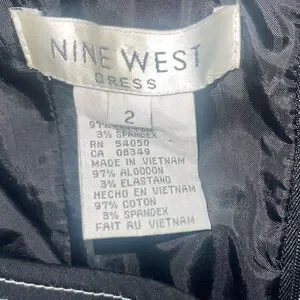 NINE WEST
DRESS
2
97%
3% SPANDEX
RN 54050
CA 08349
MADE IN VIETNAM
97% ALGODON
3% ELASTANO
HECHO EN VIETNAM
97% COTON
3% SPANDEX
FAIT AU VIETNAM